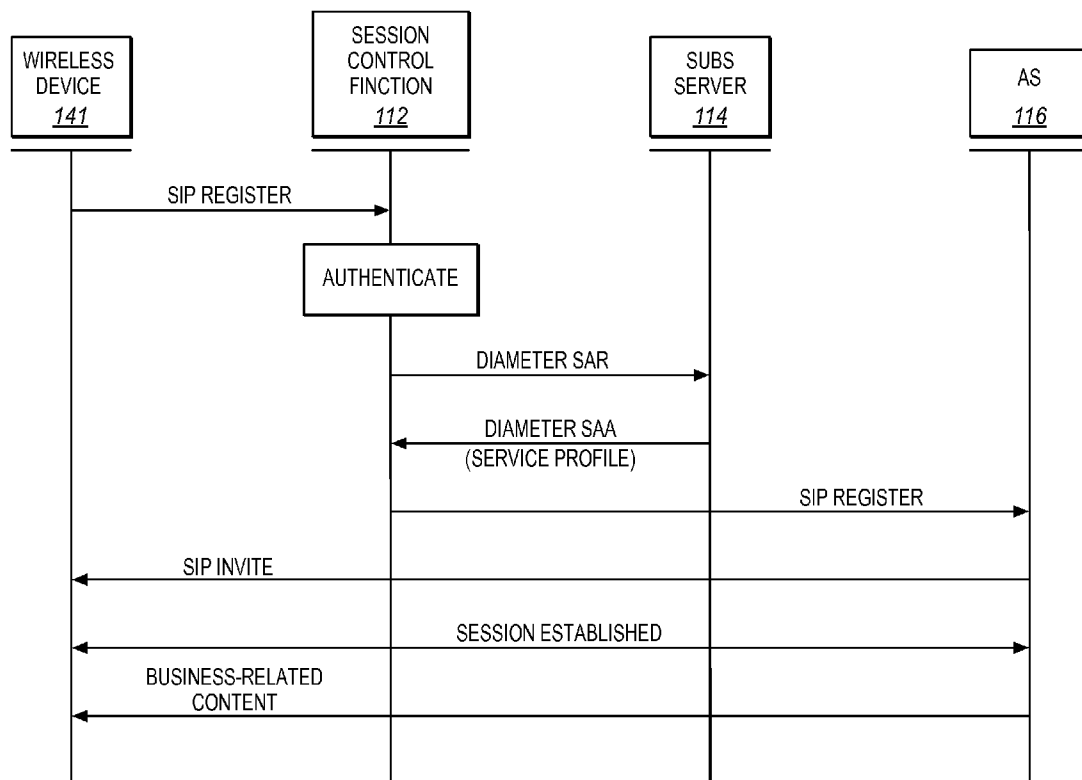 WIRELESS
DEVICE
141
SESSION
CONTROL
FINCTION
112
SUBS
SERVER
114
AS
116
SIP REGISTER
AUTHENTICATE
DIAMETER SAR
DIAMETER SAA
(SERVICE PROFILE)
SIP REGISTER
SIP INVITE
SESSION ESTABLISHED
BUSINESS-RELATED
CONTENT